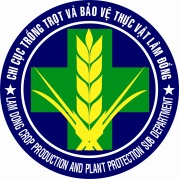 CHI CỤC TRỒNG TRỌT VÀ BẢO VỆ THỰC VẬT LÂM ĐỒNG
LAM DONG CROP PRODUCTION AND PLANT PROTECTION SUB DEPARTMENT